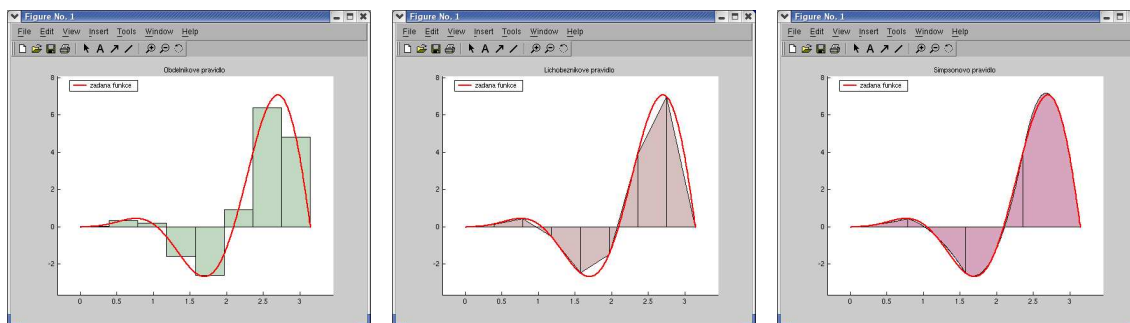 Figure No. 1
File Edit View Insert Tools Window Help
A
Obdelnikove pravidlo
zadana funkce
8
6
4
2
0
-2
0 0.5 1 1.5 2 2.5 3
Figure No. 1
File Edit View Insert Tools Window Help
A
Lichobeznikove pravidlo
zadana funkce
8
6
4
2
0
-2
0 0.5 1 1.5 2 2.5 3
Figure No. 1
File Edit View Insert Tools Window Help
A
Simpsonovo pravidlo
zadana funkce
8
6
4
2
0
-2
0 0.5 1 1.5 2 2.5 3